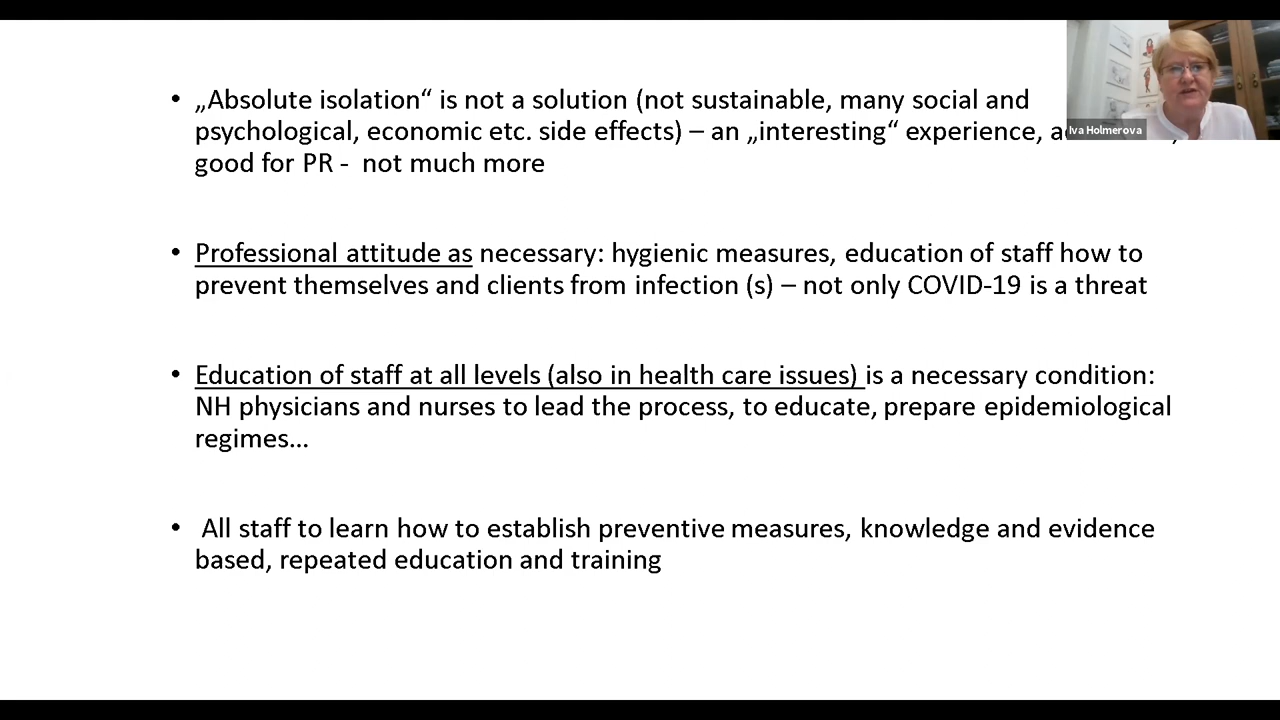 • „Absolute isolation“ is not a solution (not sustainable, many social and
psychological, economic etc. side effects) – an „interesting“ experience,
good for PR - not much more
Iva Holmerova
• Professional attitude as necessary: hygienic measures, education of staff how to
prevent themselves and clients from infection (s) – not only COVID-19 is a threat
• Education of staff at all levels (also in health care issues) is a necessary condition:
NH physicians and nurses to lead the process, to educate, prepare epidemiological
regimes...
• All staff to learn how to establish preventive measures, knowledge and evidence
based, repeated education and training